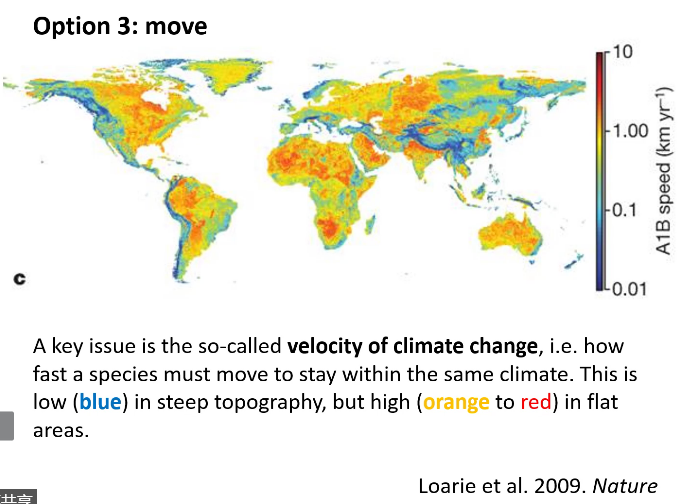 Option 3: move
10
1.00
0.1
0.01
A1B speed (km yr⁻¹)
c
A key issue is the so-called velocity of climate change, i.e. how
fast a species must move to stay within the same climate. This is
low (blue) in steep topography, but high (orange to red) in flat
areas.
Loarie et al. 2009. Nature
共享